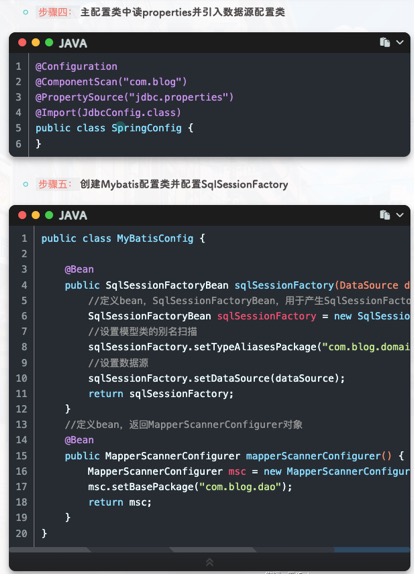 步骤四： 主配置类中读properties并引入数据源配置类
JAVA
1 @Configuration
2 @ComponentScan("com.blog")
3 @PropertySource("jdbc.properties")
4 @Import(JdbcConfig.class)
5 public class SpringConfig {
6 }
步骤五： 创建Mybatis配置类并配置SqlSessionFactory
JAVA
1 public class MyBatisConfig {
2
3 @Bean
4 public SqlSessionFactoryBean sqlSessionFactory(DataSource d
5 //定义bean，SqlSessionFactoryBean，用于产生SqlSessionFacto
6 SqlSessionFactoryBean sqlSessionFactory = new SqlSession
7 //设置模型类的别名扫描
8 sqlSessionFactory.setTypeAliasesPackage("com.blog.domai
9 //设置数据源
10 sqlSessionFactory.setDataSource(dataSource);
11 return sqlSessionFactory;
12 }
13 //定义bean，返回MapperScannerConfigurer对象
14 @Bean
15 public MapperScannerConfigurer mapperScannerConfigurer() {
16 MapperScannerConfigurer msc = new MapperScannerConfigur
17 msc.setBasePackage("com.blog.dao");
18 return msc;
19 }
20 }